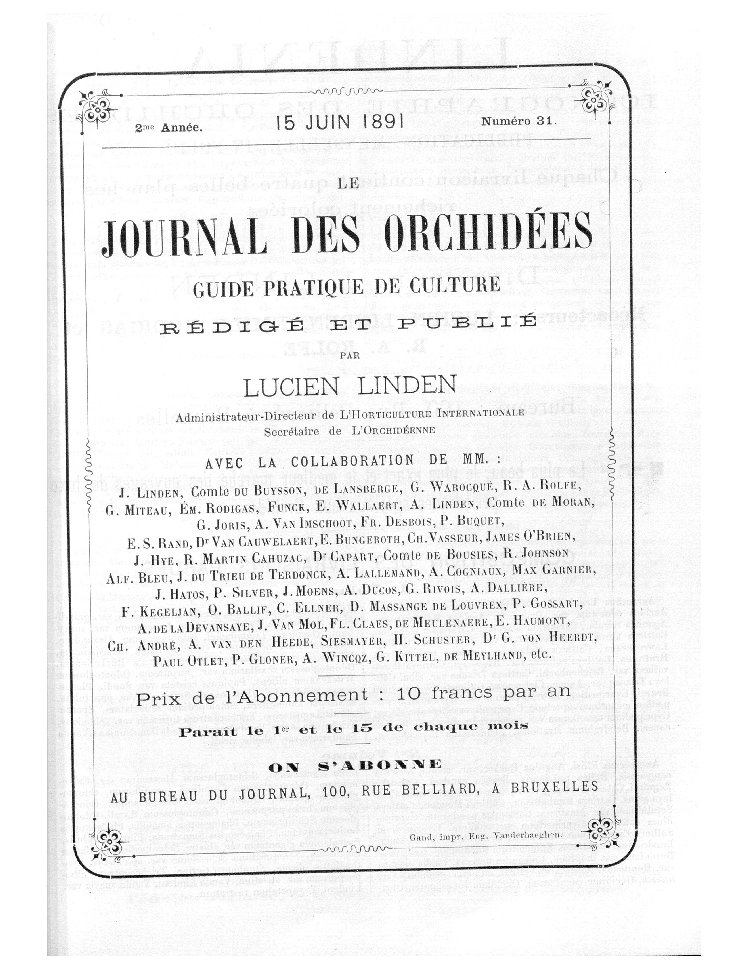 2me Année.
15 JUIN 1891
Numéro 31.
LE
JOURNAL DES ORCHIDÉES
GUIDE PRATIQUE DE CULTURE
RÉDIGÉ ET PUBLIÉ
PAR
LUCIEN LINDEN
Administrateur-Directeur de L'HORTICULTURE INTERNATIONALE
Secrétaire de L'ORCHIDÉENNE
AVEC LA COLLABORATION DE MM. :
J. LINDEN, Comte DU BUYSSON, DE LANSBERGE, G. WAROCQUÉ, R. A. ROLFE,
G. MITEAU, ÉM. RODIGAS, FUNCK, E. WALLAERT, A. LINDEN, Comte DE MORAN,
G. JORIS, A. VAN IMSCHOOT, FR. DESBOIS, P. BUQUET,
E. S. RAND, Dr VAN CAUWELAERT, E. BUNGEROTH, CH. VASSEUR, JAMES O'BRIEN,
J. HYE, R. MARTIN CAHUZAC, Dr CAPART, Comte DE BOUSIES, R. JOHNSON
ALF. BLEU, J. DU TRIEU DE TERDONCK, A. LALLEMAND, A. COGNIAUX, MAX GARNIER,
J. HATOS, P. SILVER, J. MOENS, A. DUCOS, G. RIVOIS, A. DALLIÈRE,
F. KEGELJAN, O. BALLIF, C. ELLNER, D. MASSANGE DE LOUVREX, P. GOSSART,
A. DE LA DEVANSAYE, J. VAN MOL, FL. CLAES, DE MEULENAERE, E. HAUMONT,
CH. ANDRÉ, A. VAN DEN HEEDE, SIESMAYER, H. SCHUSTER, Dr G. VON HEERDT,
PAUL OTLET, P. GLONER, A. WINCQZ, G. KITTEL, DE MEYLHAND, etc.
Prix de l'Abonnement : 10 francs par an
Paraît le 1er et le 15 de chaque mois
ON S'ABONNE
AU BUREAU DU JOURNAL, 100, RUE BELLIARD, A BRUXELLES
Gand, impr. Eug. Vanderhaeghen.